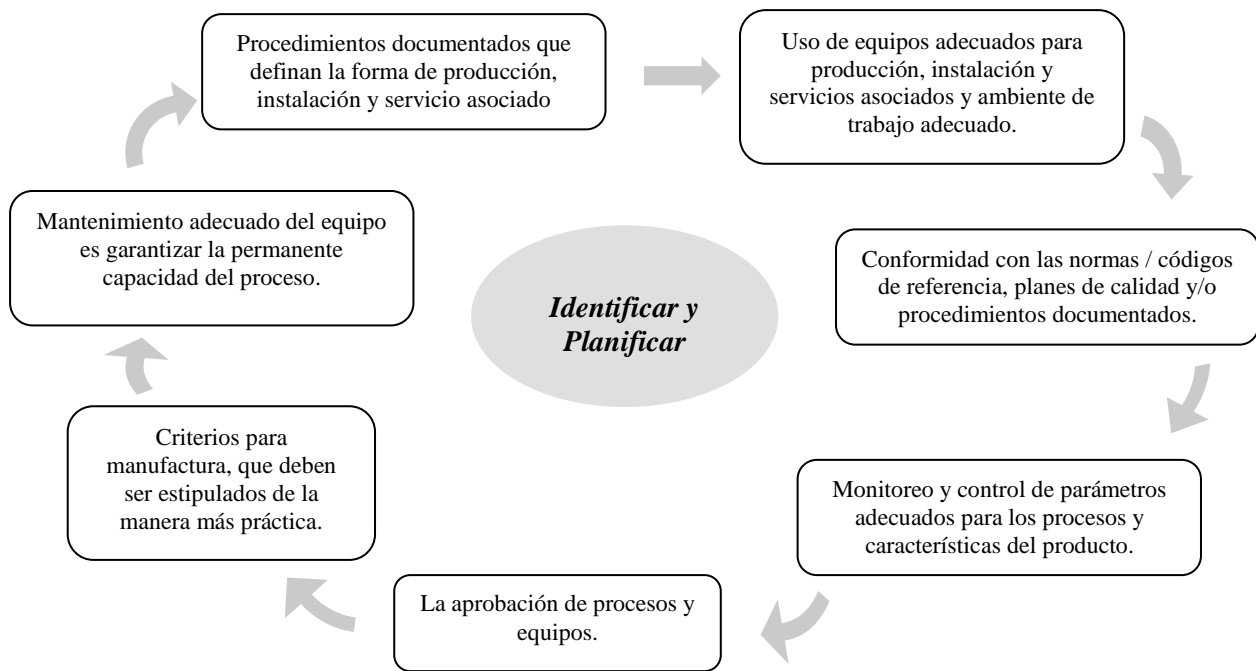 Procedimientos documentados que
definan la forma de producción,
instalación y servicio asociado
Uso de equipos adecuados para
producción, instalación y
servicios asociados y ambiente de
trabajo adecuado.
Conformidad con las normas / códigos
de referencia, planes de calidad y/o
procedimientos documentados.
Monitoreo y control de parámetros
adecuados para los procesos y
características del producto.
La aprobación de procesos y
equipos.
Criterios para
manufactura, que deben
ser estipulados de la
manera más práctica.
Mantenimiento adecuado del equipo
es garantizar la permanente
capacidad del proceso.
Identificar y
Planificar